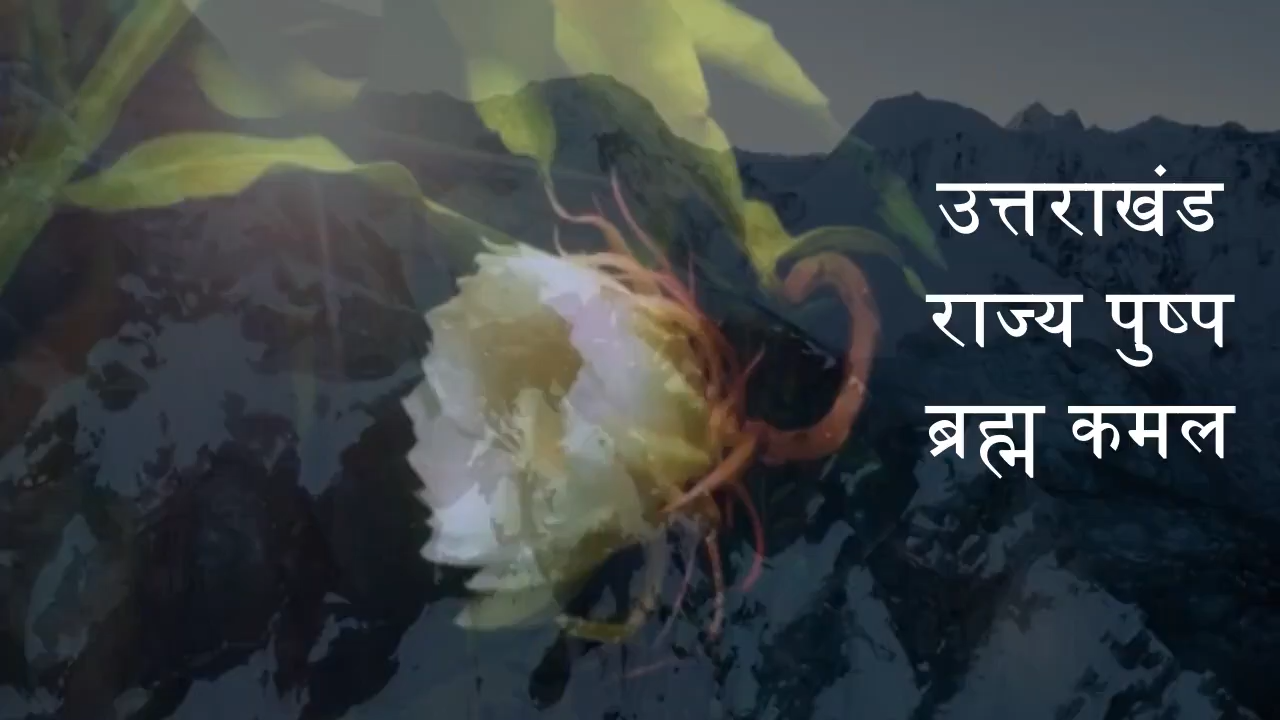 उत्तराखंड
राज्य पुष्प
ब्रह्म कमल